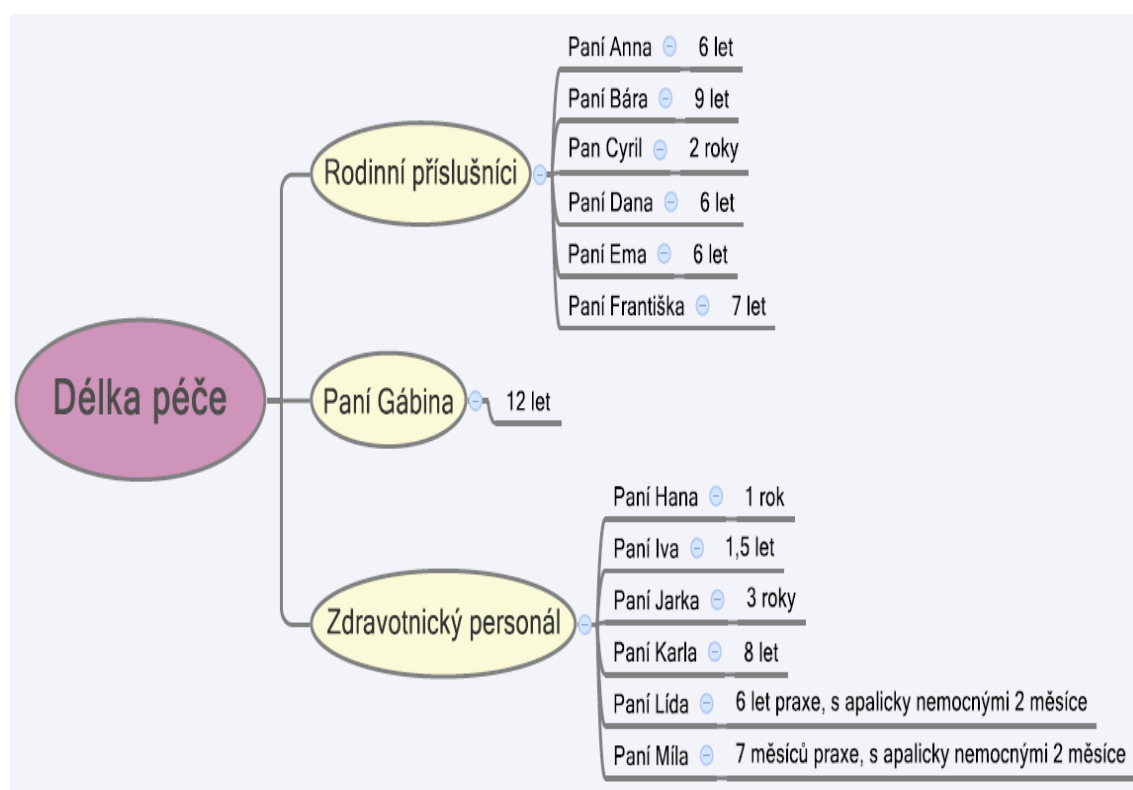 Délka péče
Rodinní příslušníci
Paní Anna 6 let
Paní Bára 9 let
Pan Cyril 2 roky
Paní Dana 6 let
Paní Ema 6 let
Paní Františka 7 let
Paní Gábina 12 let
Zdravotnický personál
Paní Hana 1 rok
Paní Iva 1,5 let
Paní Jarka 3 roky
Paní Karla 8 let
Paní Lída 6 let praxe, s apalicky nemocnými 2 měsíce
Paní Míla 7 měsíců praxe, s apalicky nemocnými 2 měsíce